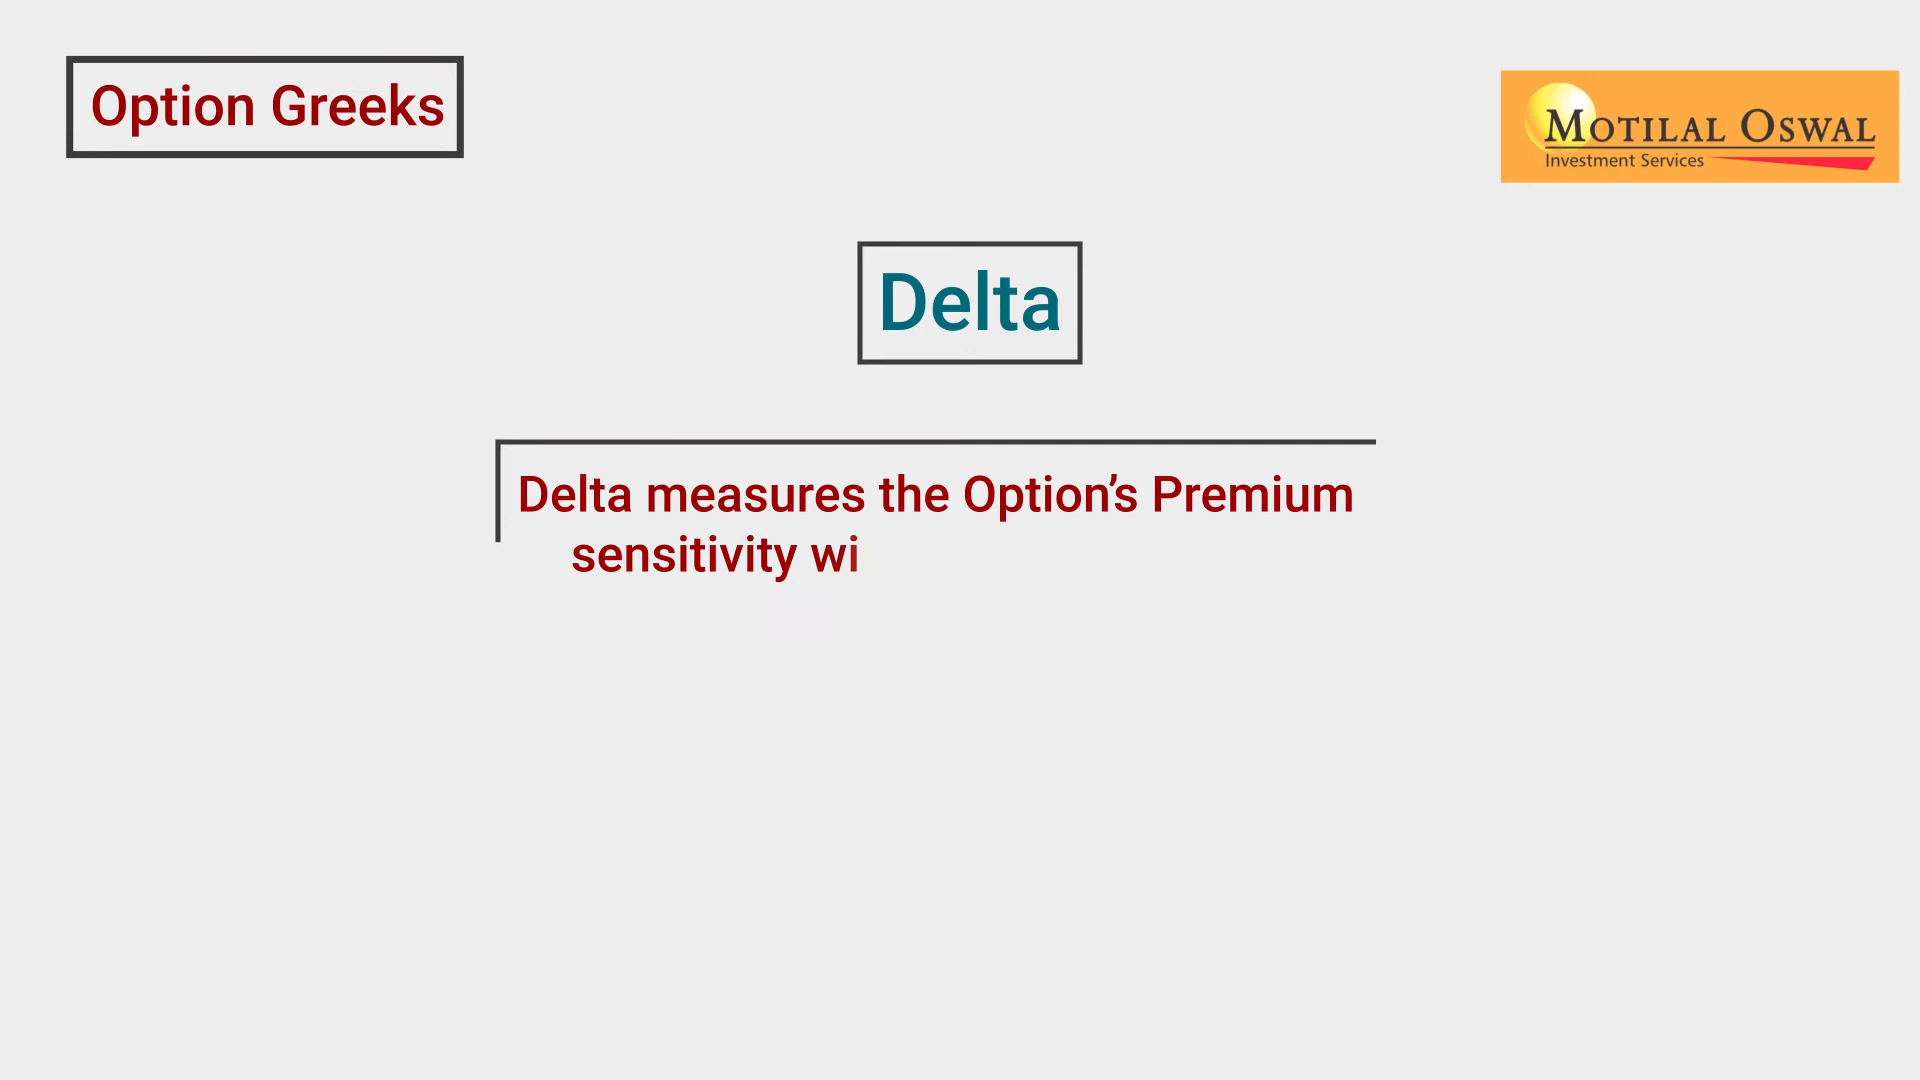 Option Greeks
MOTILAL OSWAL
Investment Services
Delta
Delta measures the Option’s Premium
sensitivity wi